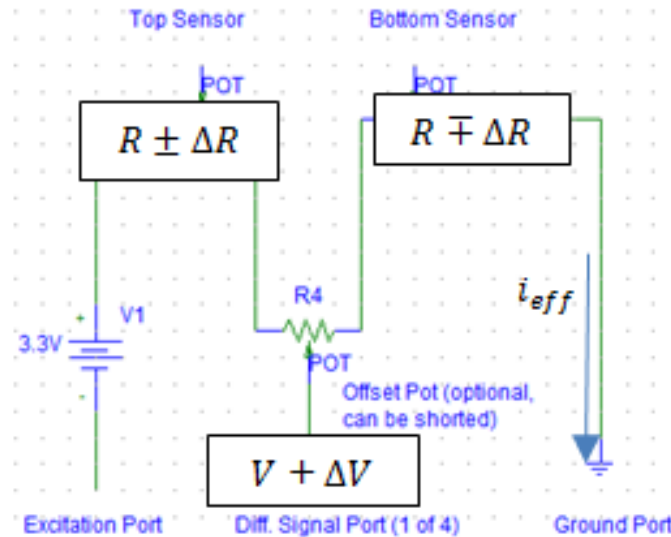 Top Sensor
Bottom Sensor
POT
POT
R ± ΔR
R ∓ ΔR
R4
V1
+
3.3V
-
POT
i_eff
Offset Pot (optional,
can be shorted)
V + ΔV
Excitation Port
Diff. Signal Port (1 of 4)
Ground Port